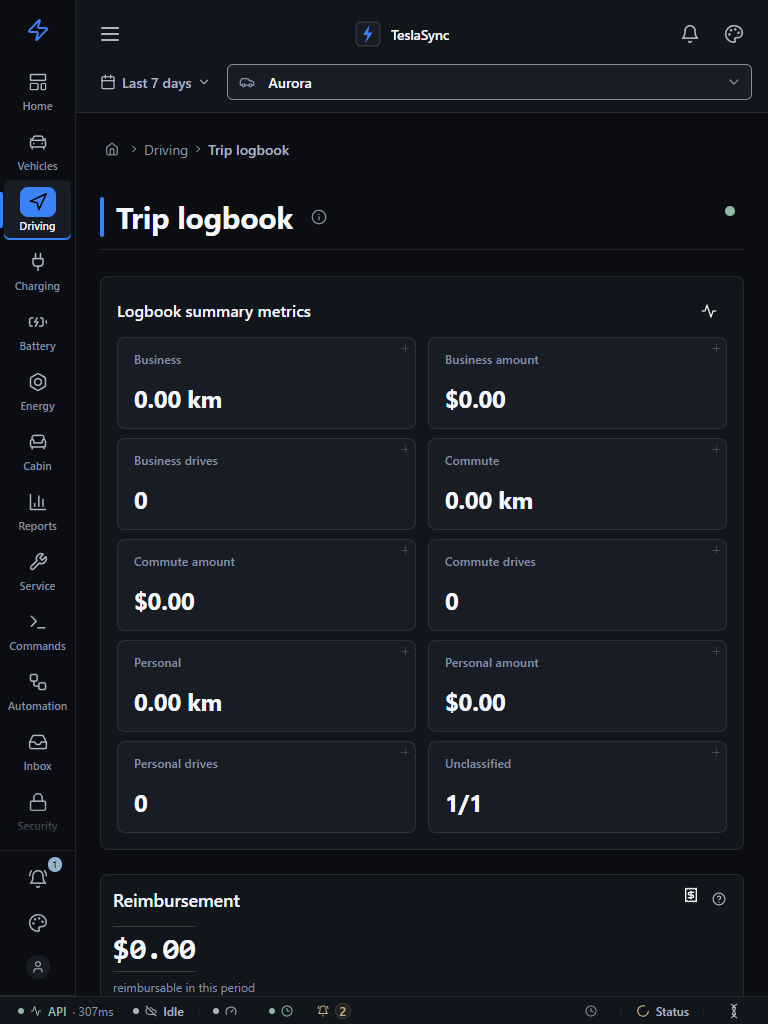 TeslaSync
Last 7 days
Aurora
Home
Vehicles
Driving
Charging
Battery
Energy
Cabin
Reports
Service
Commands
Automation
Inbox
Security
1
Driving
Trip logbook
Trip logbook
Logbook summary metrics
Business
0.00 km
Business amount
$0.00
Business drives
0
Commute
0.00 km
Commute amount
$0.00
Commute drives
0
Personal
0.00 km
Personal amount
$0.00
Personal drives
0
Unclassified
1/1
Reimbursement
$0.00
reimbursable in this period
API · 307ms
Idle
2
Status